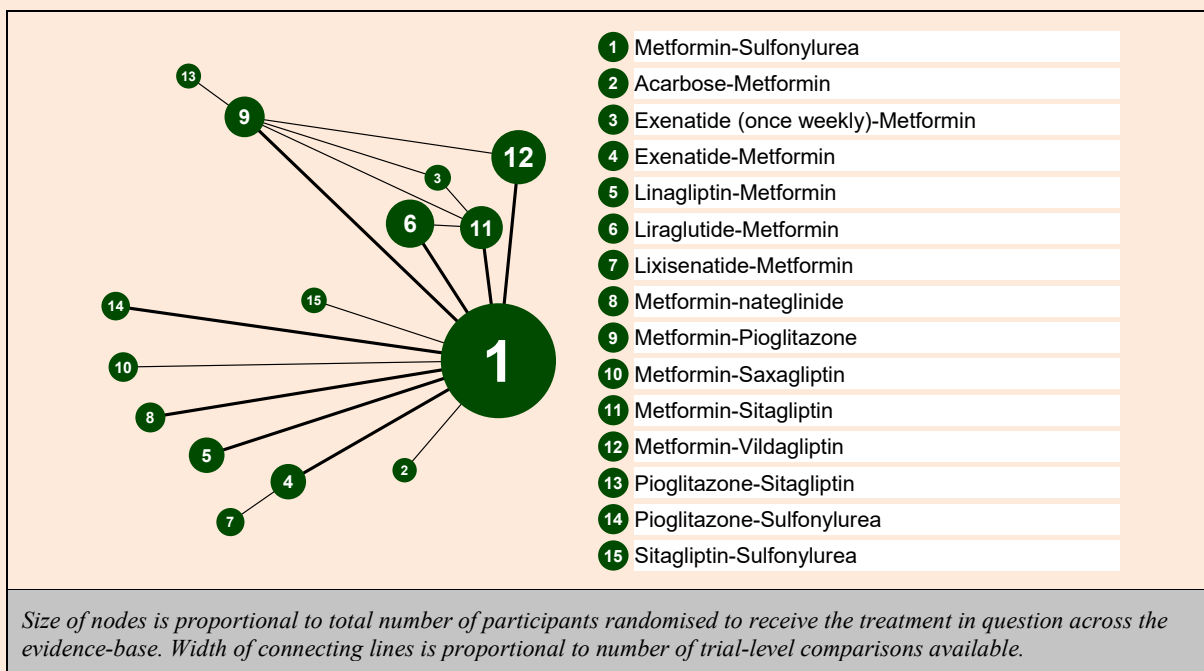 13
9
12
3
6
11
14
15
1
10
8
5
4
2
7
1 Metformin-Sulfonylurea
2 Acarbose-Metformin
3 Exenatide (once weekly)-Metformin
4 Exenatide-Metformin
5 Linagliptin-Metformin
6 Liraglutide-Metformin
7 Lixisenatide-Metformin
8 Metformin-nateglinide
9 Metformin-Pioglitazone
10 Metformin-Saxagliptin
11 Metformin-Sitagliptin
12 Metformin-Vildagliptin
13 Pioglitazone-Sitagliptin
14 Pioglitazone-Sulfonylurea
15 Sitagliptin-Sulfonylurea
Size of nodes is proportional to total number of participants randomised to receive the treatment in question across the
evidence-base. Width of connecting lines is proportional to number of trial-level comparisons available.